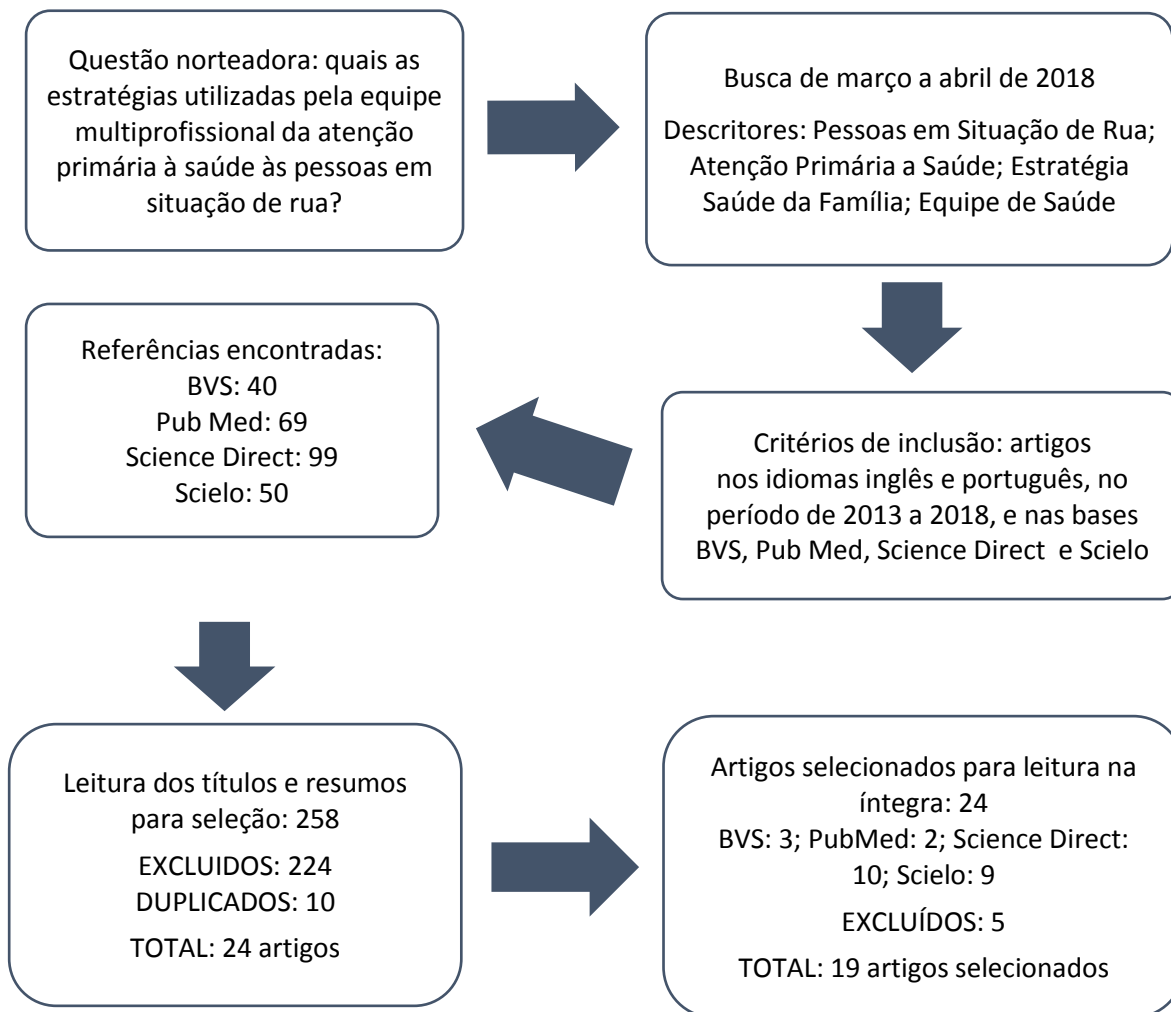 Questão norteadora: quais as
estratégias utilizadas pela equipe
multiprofissional da atenção
primária à saúde às pessoas em
situação de rua?
Busca de março a abril de 2018
Descritores: Pessoas em Situação de Rua;
Atenção Primária a Saúde; Estratégia
Saúde da Família; Equipe de Saúde
Critérios de inclusão: artigos
nos idiomas inglês e português, no
período de 2013 a 2018, e nas bases
BVS, Pub Med, Science Direct e Scielo
Referências encontradas:
BVS: 40
Pub Med: 69
Science Direct: 99
Scielo: 50
Leitura dos títulos e resumos
para seleção: 258
EXCLUIDOS: 224
DUPLICADOS: 10
TOTAL: 24 artigos
Artigos selecionados para leitura na
íntegra: 24
BVS: 3; PubMed: 2; Science Direct:
10; Scielo: 9
EXCLUÍDOS: 5
TOTAL: 19 artigos selecionados